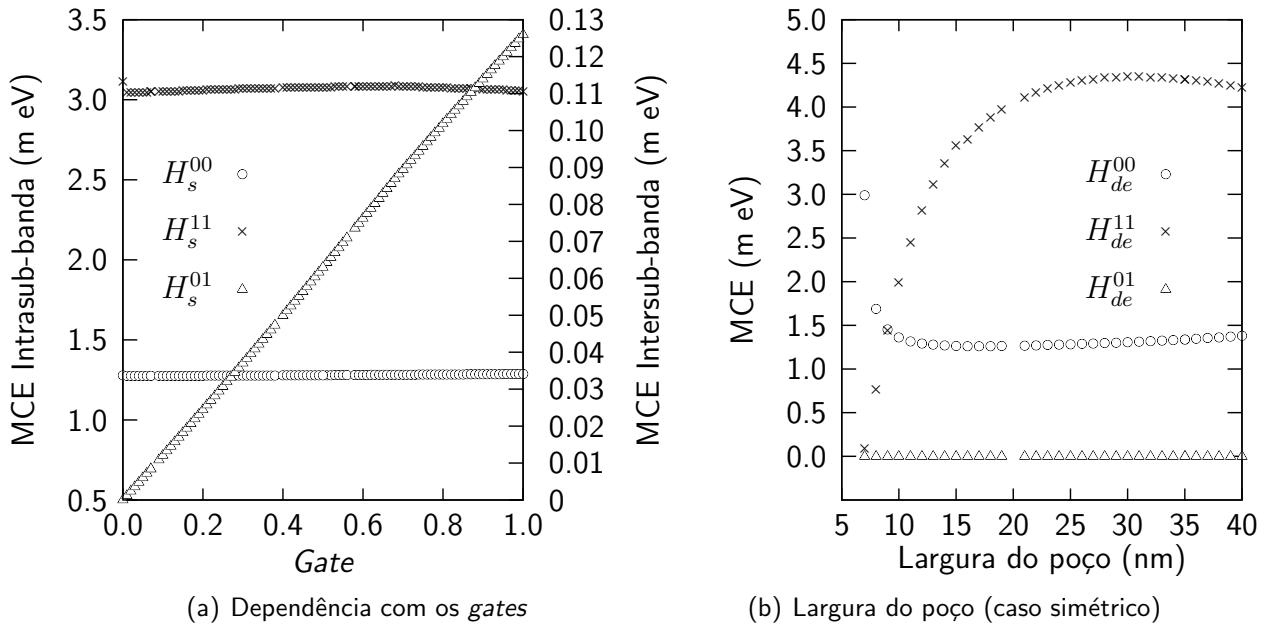 3.5
3.0
2.5
2.0
1.5
1.0
0.5
MCE Intrasub-banda (m eV)
0.13
0.12
0.11
0.10
0.09
0.08
0.07
0.06
0.05
0.04
0.03
0.02
0.01
0
MCE Intersub-banda (m eV)
H_s^{00}
H_s^{11}
H_s^{01}
0.0 0.2 0.4 0.6 0.8 1.0
Gate
(a) Dependência com os gates
5.0
4.5
4.0
3.5
3.0
2.5
2.0
1.5
1.0
0.5
0.0
MCE (m eV)
H_{de}^{00}
H_{de}^{11}
H_{de}^{01}
5 10 15 20 25 30 35 40
Largura do poço (nm)
(b) Largura do poço (caso simétrico)